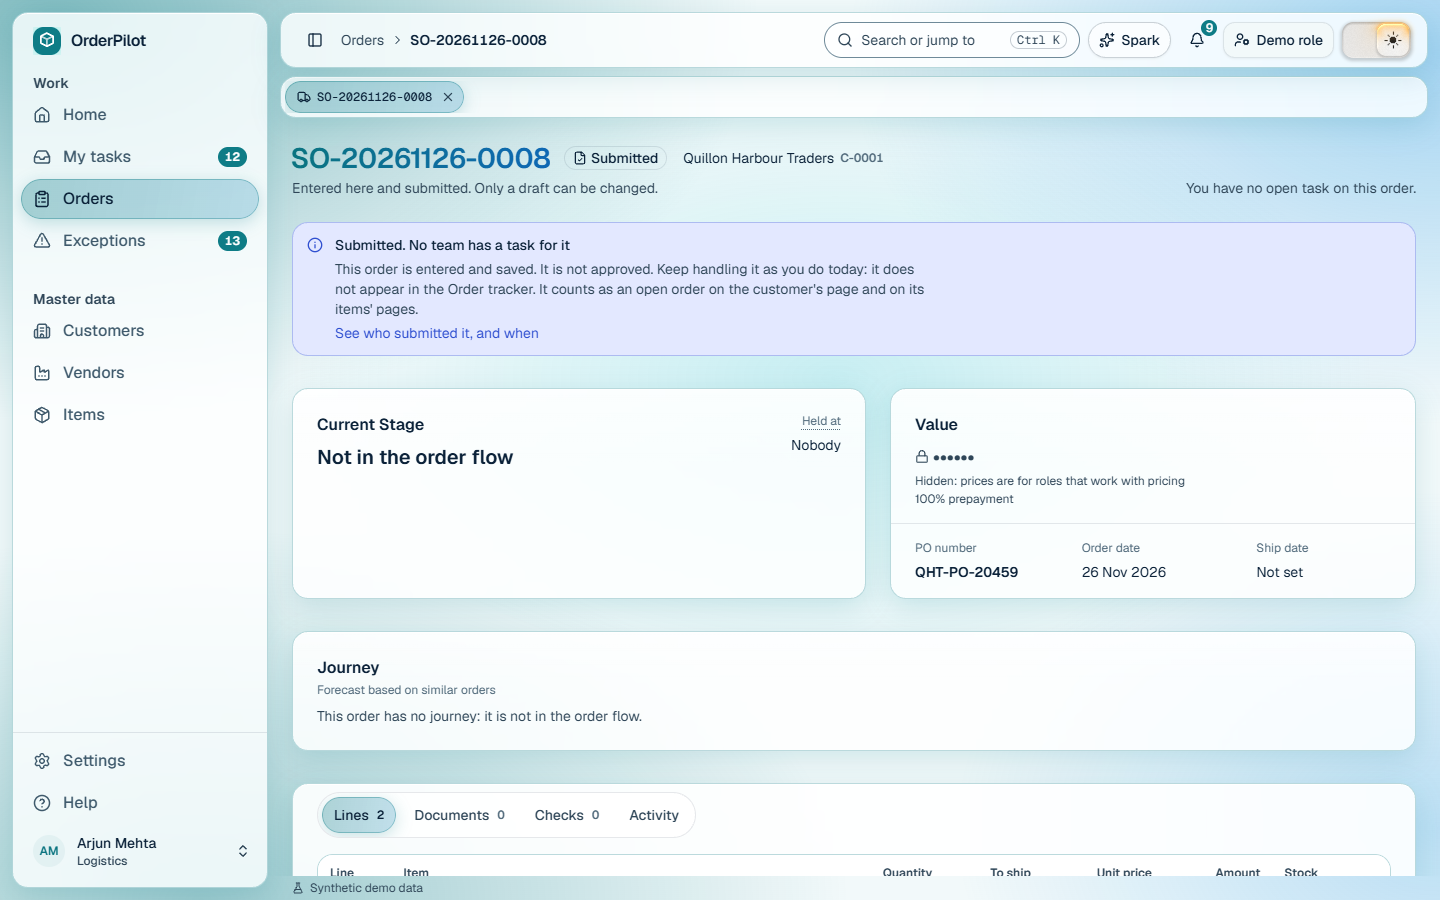 OrderPilot
Work
Home
My tasks 12
Orders
Exceptions 13
Master data
Customers
Vendors
Items
Settings
Help
AM Arjun Mehta
Logistics
Orders > SO-20261126-0008
Search or jump to Ctrl K
Spark
9
Demo role
SO-20261126-0008
SO-20261126-0008 Submitted Quillon Harbour Traders C-0001
Entered here and submitted. Only a draft can be changed.
You have no open task on this order.
Submitted. No team has a task for it
This order is entered and saved. It is not approved. Keep handling it as you do today: it does
not appear in the Order tracker. It counts as an open order on the customer's page and on its
items' pages.
See who submitted it, and when
Current Stage
Not in the order flow
Held at
Nobody
Value
••••••
Hidden: prices are for roles that work with pricing
100% prepayment
PO number Order date Ship date
QHT-PO-20459 26 Nov 2026 Not set
Journey
Forecast based on similar orders
This order has no journey: it is not in the order flow.
Lines 2 Documents 0 Checks 0 Activity
Line Item Quantity To ship Unit price Amount Stock
Synthetic demo data